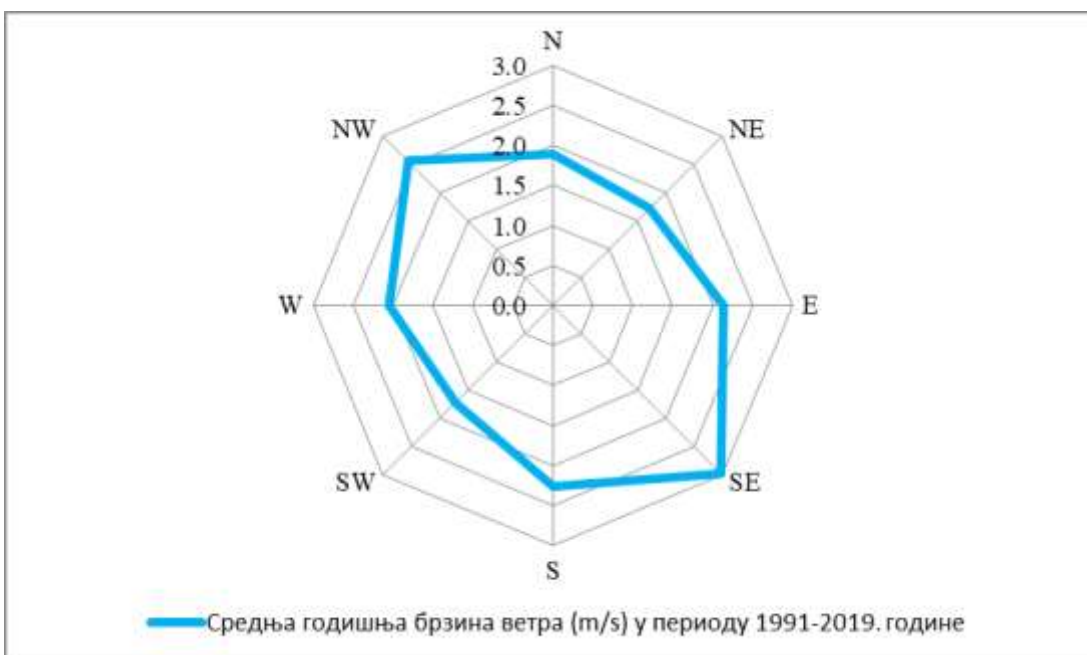 N
3.0
2.5
NW
NE
2.0
1.5
1.0
0.5
W
0.0
E
SW
SE
S
Средња годишња брзина ветра (m/s) у периоду 1991-2019. године